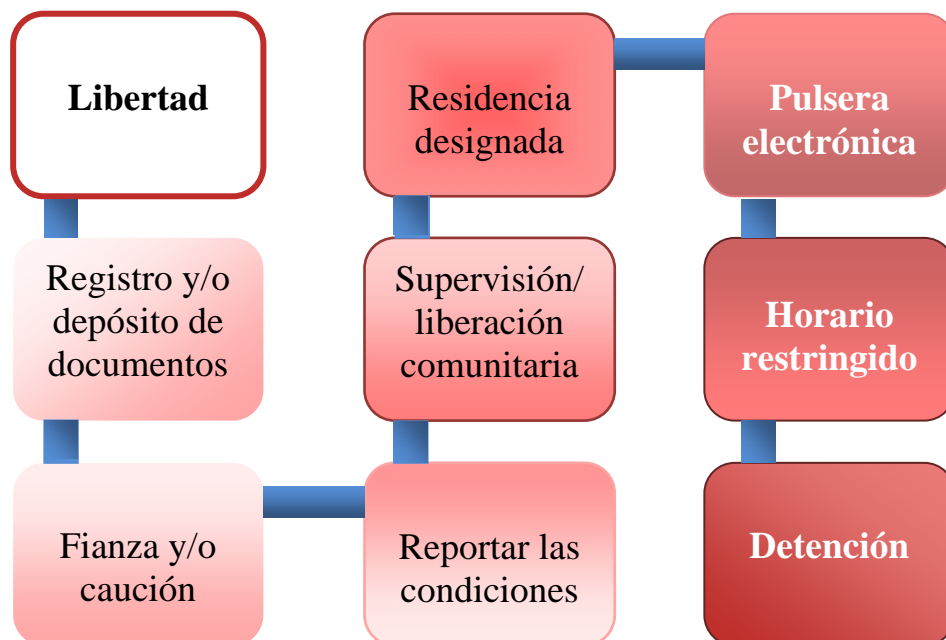 Libertad
Registro y/o
depósito de
documentos
Fianza y/o
caución
Reportar las
condiciones
Supervisión/
liberación
comunitaria
Residencia
designada
Pulsera
electrónica
Horario
restringido
Detención